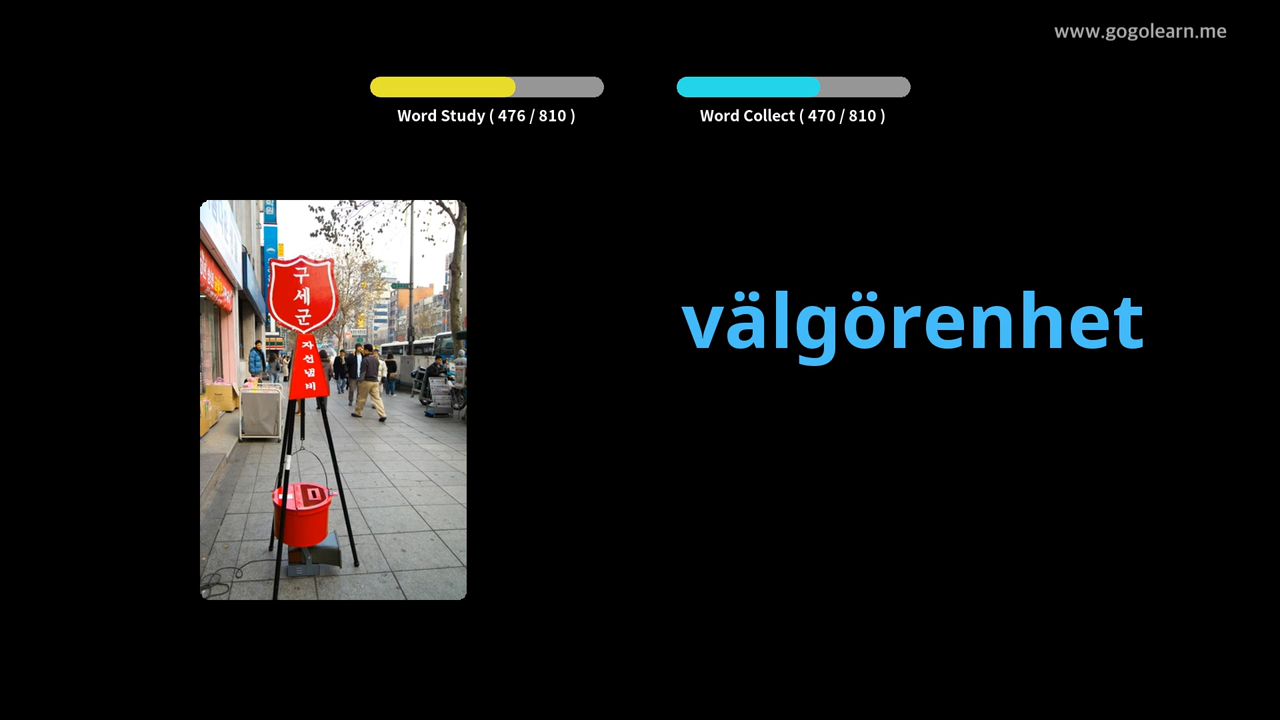 www.gogolearn.me
Word Study ( 476 / 810 )
Word Collect ( 470 / 810 )
välgörenhet
구세군
자선냄비